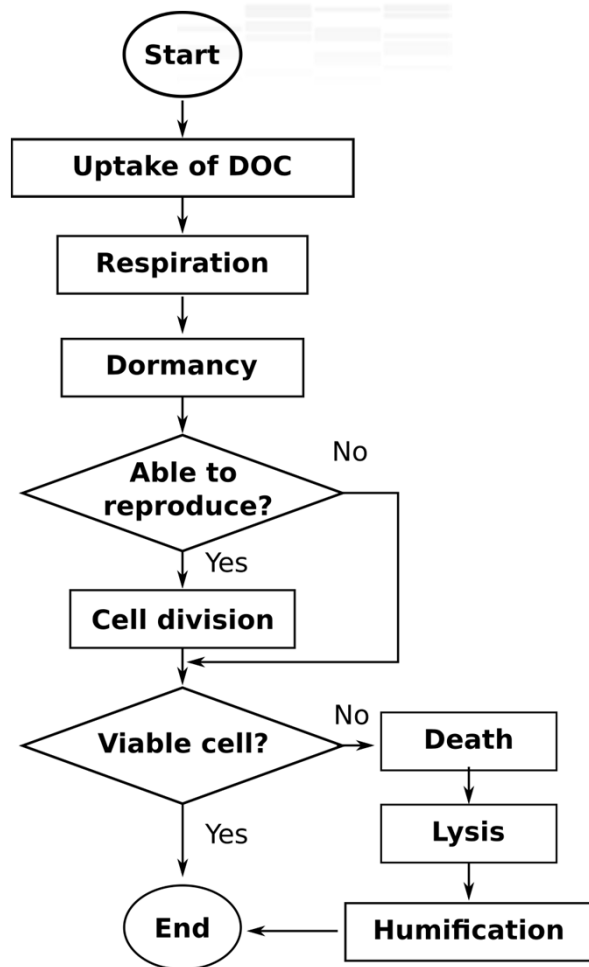 Start
Uptake of DOC
Respiration
Dormancy
No
Able to
reproduce?
Yes
Cell division
No
Viable cell?
Death
Yes
Lysis
End
Humification